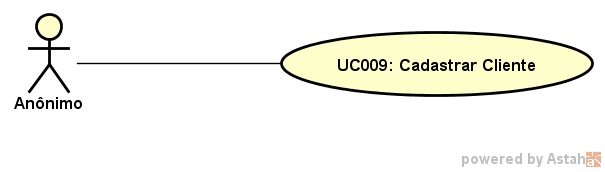 UC009: Cadastrar Cliente
Anônimo
powered by Astah